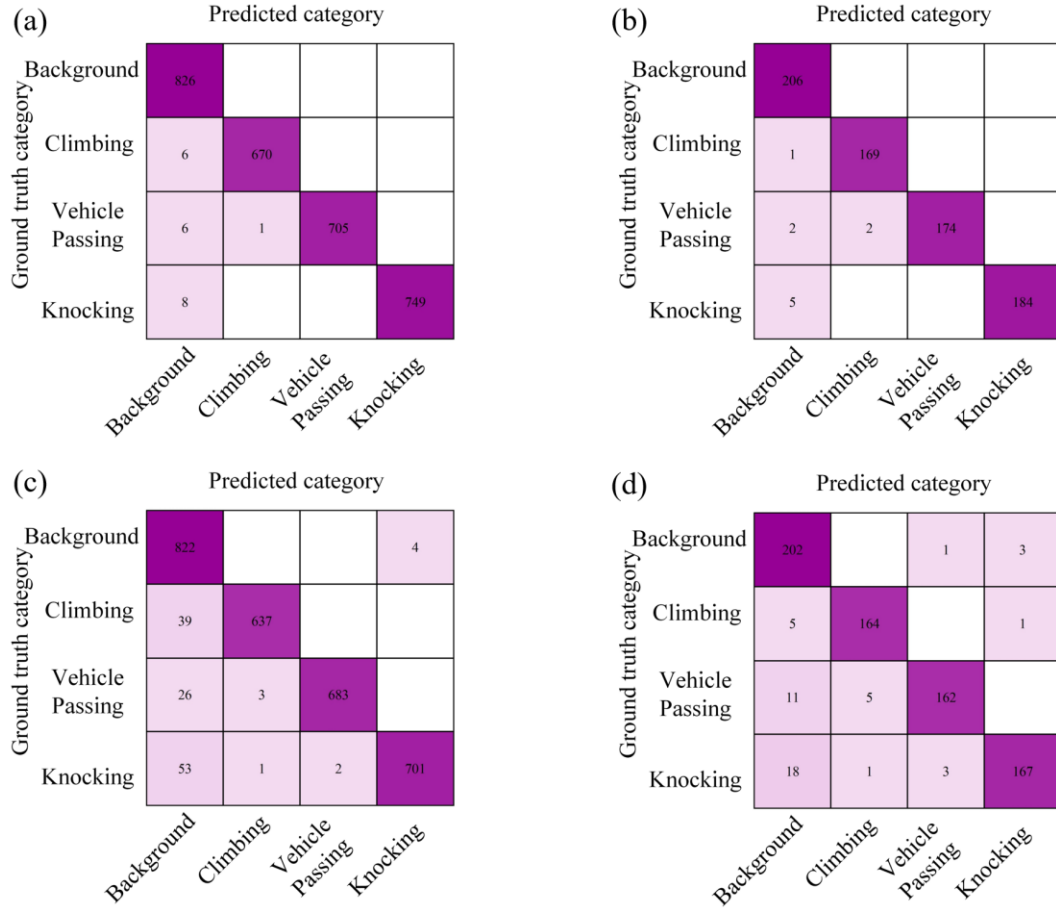 (a)
Predicted category
Ground truth category
Background
826
Climbing
6
670
Vehicle
Passing
6
1
705
Knocking
8
749
Background
Climbing
Vehicle
Passing
Knocking
(b)
Predicted category
Ground truth category
Background
206
Climbing
1
169
Vehicle
Passing
2
2
174
Knocking
5
184
Background
Climbing
Vehicle
Passing
Knocking
(c)
Predicted category
Ground truth category
Background
822
4
Climbing
39
637
Vehicle
Passing
26
3
683
Knocking
53
1
2
701
Background
Climbing
Vehicle
Passing
Knocking
(d)
Predicted category
Ground truth category
Background
202
1
3
Climbing
5
164
1
Vehicle
Passing
11
5
162
Knocking
18
1
3
167
Background
Climbing
Vehicle
Passing
Knocking